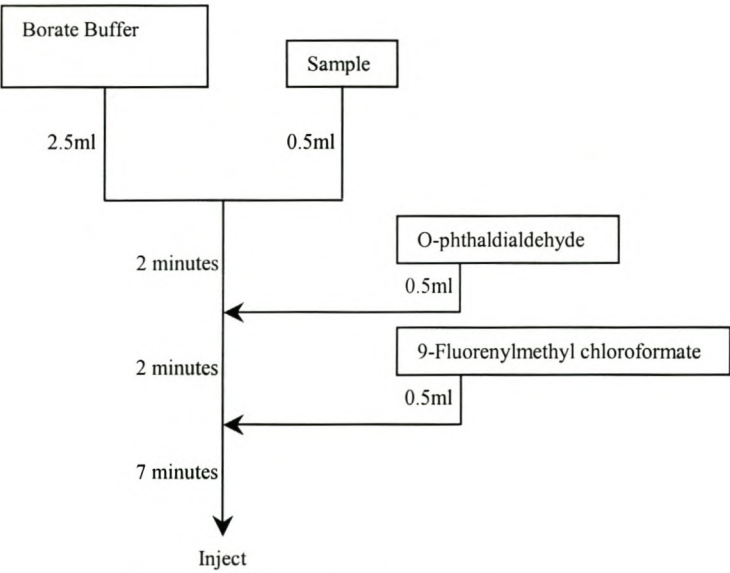 Borate Buffer
Sample
2.5ml
0.5ml
2 minutes
O-phthaldialdehyde
0.5ml
9-Fluorenylmethyl chloroformate
2 minutes
0.5ml
7 minutes
Inject